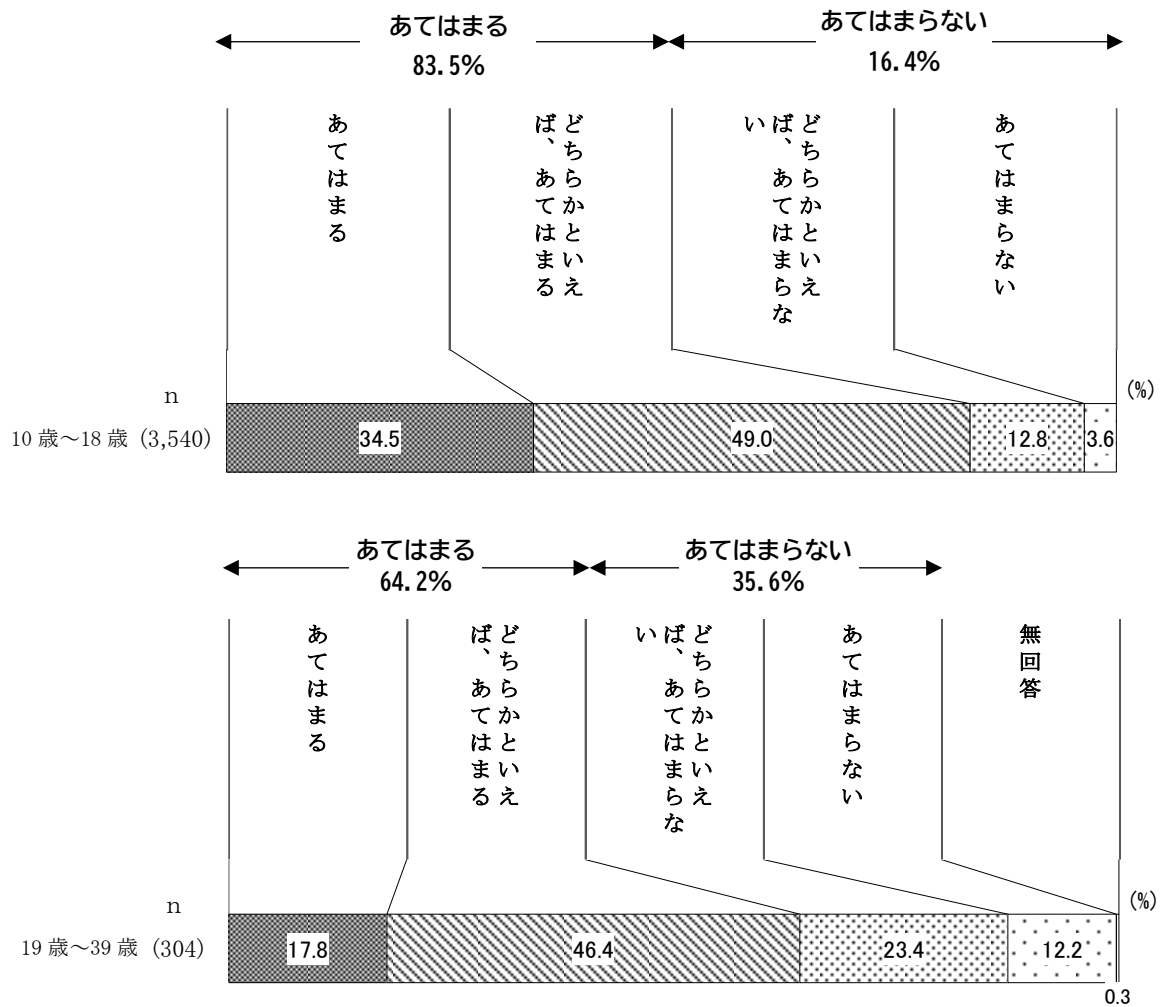 あてはまる
83.5%
あてはまらない
16.4%
あてはまる
どちらかといえ
ば、あてはまる
どちらかといえ
ば、あてはまらな
い
あてはまらない
n
(%)
10歳~18歳 (3,540)
34.5
49.0
12.8
3.6
あてはまる
64.2%
あてはまらない
35.6%
あてはまる
どちらかといえ
ば、あてはまる
どちらかといえ
ば、あてはまらな
い
あてはまらない
無回答
n
(%)
19歳~39歳 (304)
17.8
46.4
23.4
12.2
0.3